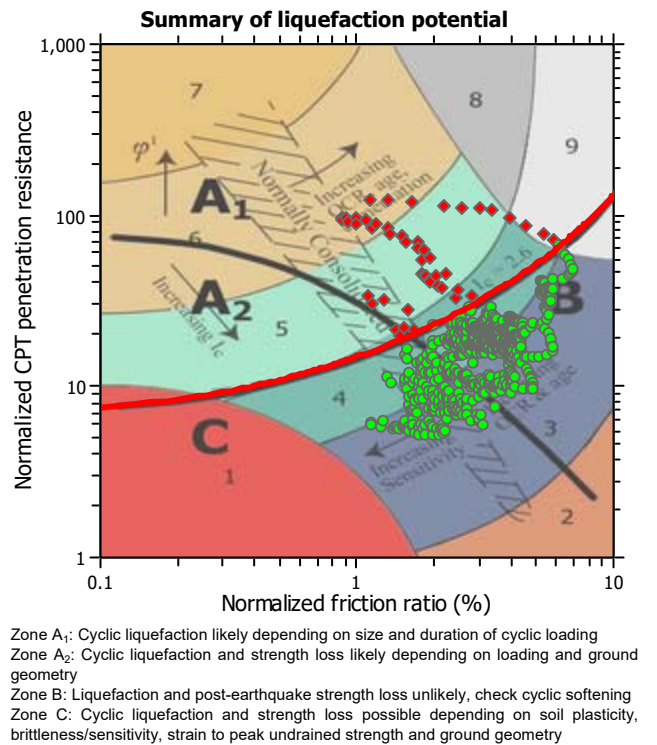 Summary of liquefaction potential
1,000
7
8
9
φ'
Increasing
OCR & age,
Normally Consolidated
A1
100
6
Ic = 2.6
A2
B
Increasing Ic
5
Normalized CPT penetration resistance
10
4
OCR & age
C
3
Increasing
Sensitivity
1
2
1
0.1
1
10
Normalized friction ratio (%)
Zone A1: Cyclic liquefaction likely depending on size and duration of cyclic loading
Zone A2: Cyclic liquefaction and strength loss likely depending on loading and ground
geometry
Zone B: Liquefaction and post-earthquake strength loss unlikely, check cyclic softening
Zone C: Cyclic liquefaction and strength loss possible depending on soil plasticity,
brittleness/sensitivity, strain to peak undrained strength and ground geometry